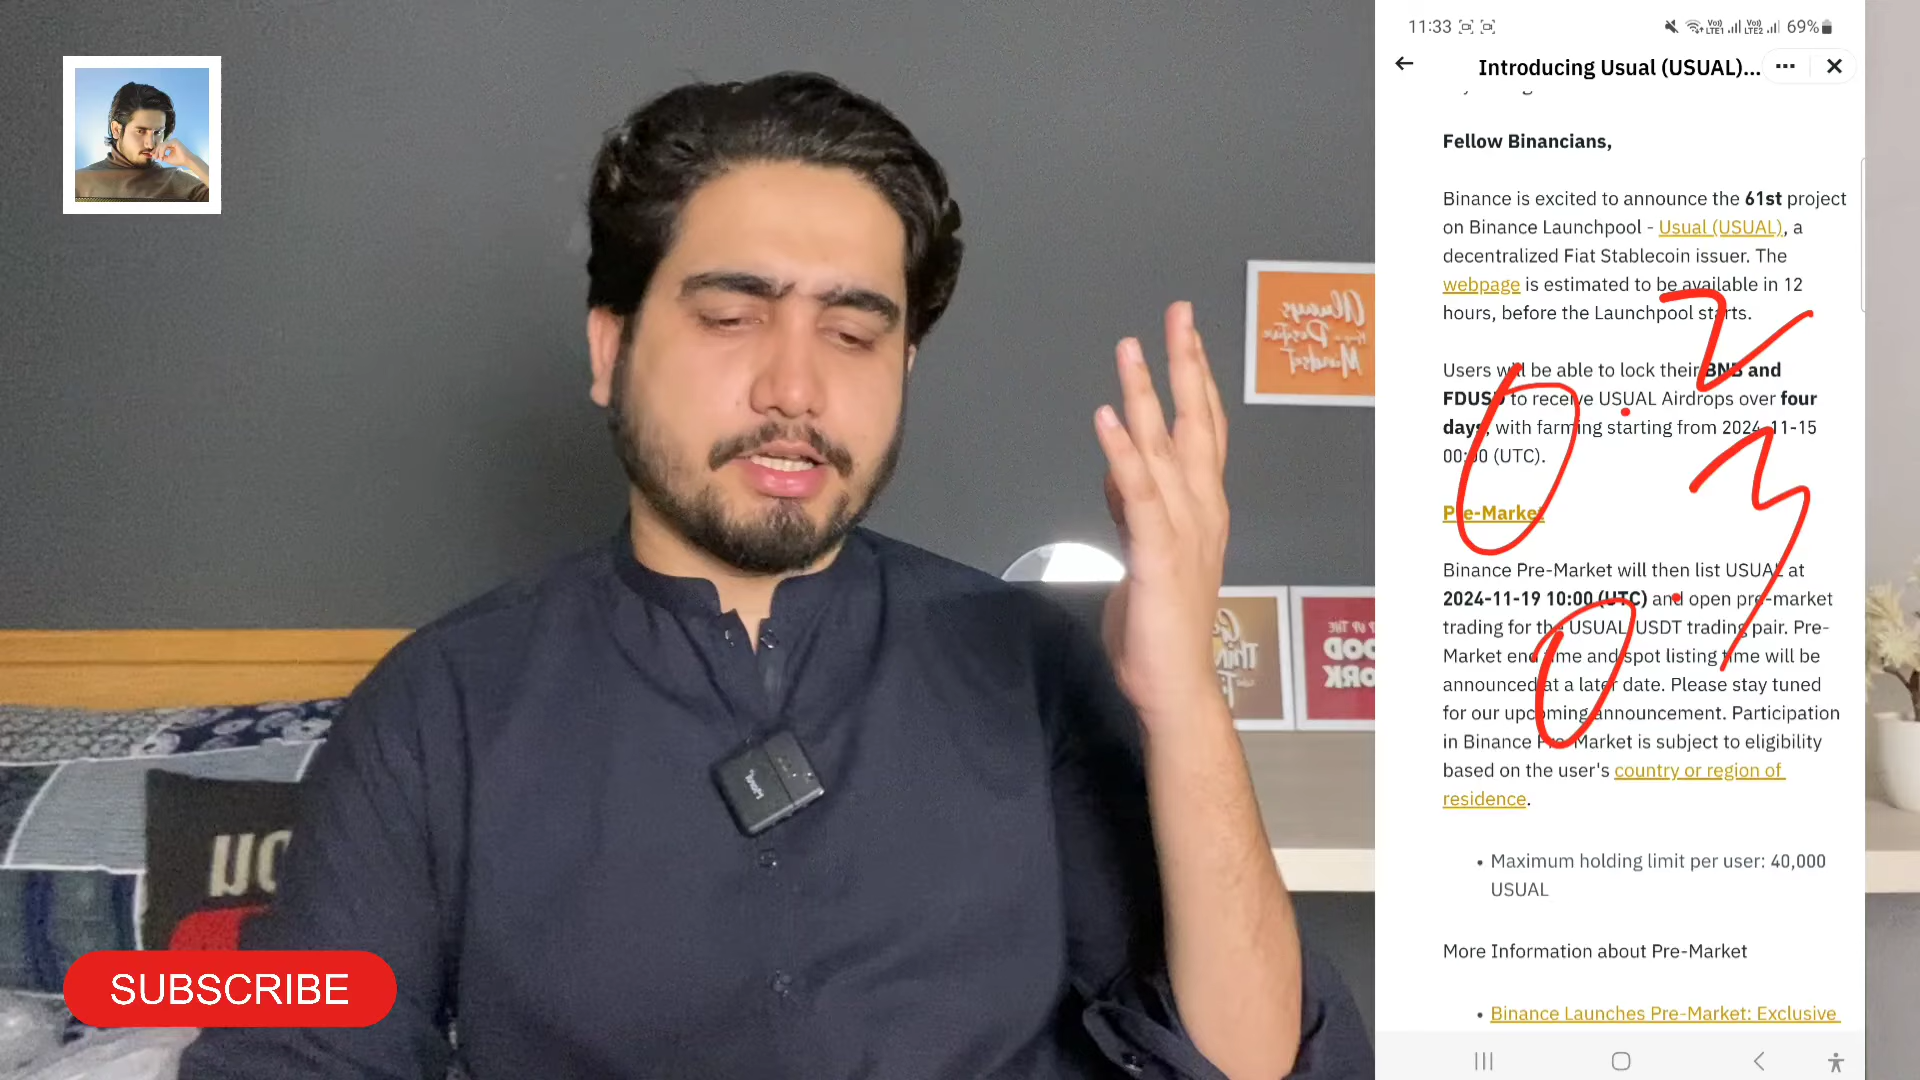 11:33
69%
Introducing Usual (USUAL)...
Fellow Binancians,
Binance is excited to announce the 61st project
on Binance Launchpool - Usual (USUAL), a
decentralized Fiat Stablecoin issuer. The
webpage is estimated to be available in 12
hours, before the Launchpool starts.
Users will be able to lock their BNB and
FDUSD to receive USUAL Airdrops over four
days, with farming starting from 2024-11-15
00:00 (UTC).
Pre-Market
Binance Pre-Market will then list USUAL at
2024-11-19 10:00 (UTC) and open pre-market
trading for the USUAL/USDT trading pair. Pre-
Market end time and spot listing time will be
announced at a later date. Please stay tuned
for our upcoming announcement. Participation
in Binance Pre-Market is subject to eligibility
based on the user's country or region of
residence.
• Maximum holding limit per user: 40,000
USUAL
More Information about Pre-Market
• Binance Launches Pre-Market: Exclusive
Always
Positive
Mindset
GOOD
WORK
SUBSCRIBE